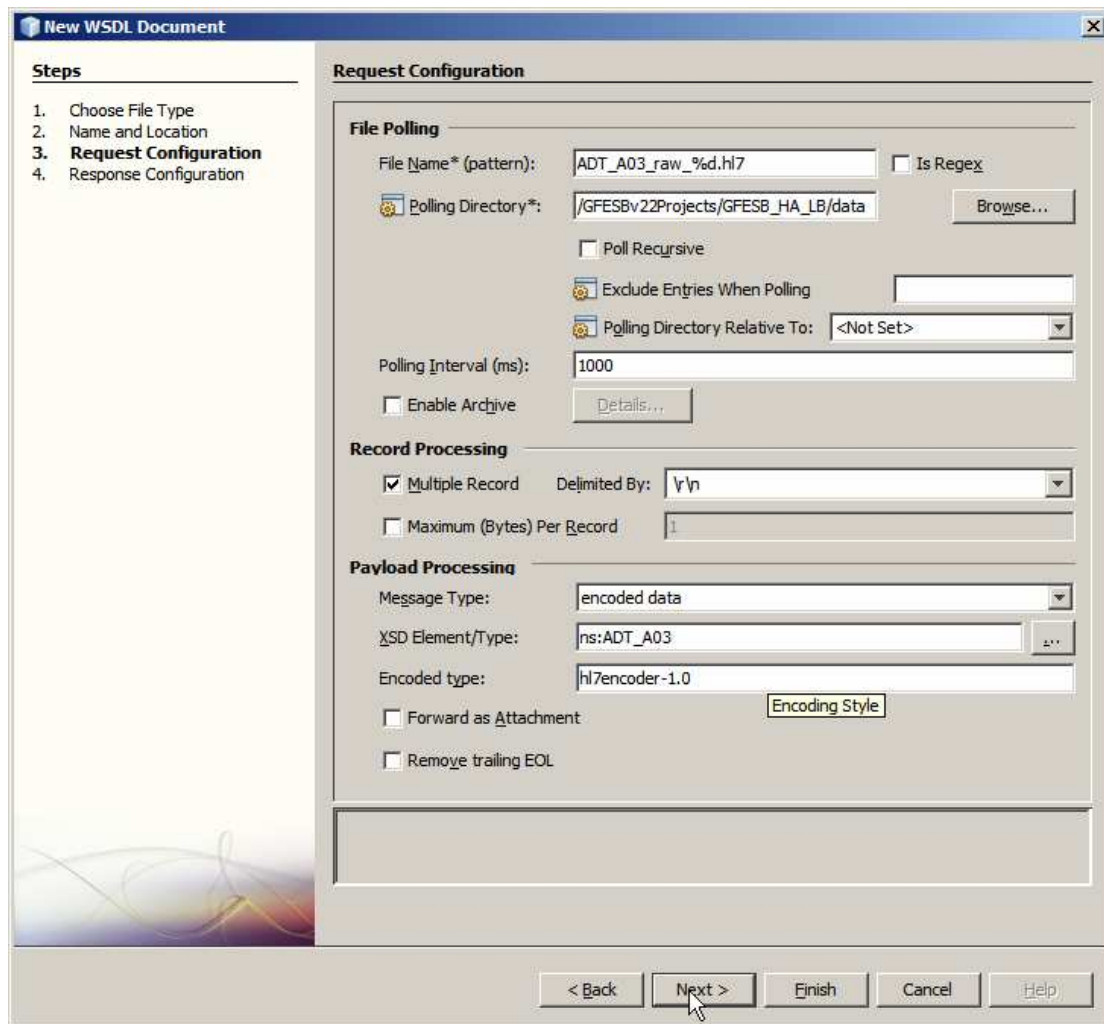 New WSDL Document
Steps
1. Choose File Type
2. Name and Location
3. Request Configuration
4. Response Configuration
Request Configuration
File Polling
File Name* (pattern): ADT_A03_raw_%d.hl7 Is Regex
Polling Directory*: /GFESBv22Projects/GFESB_HA_LB/data Browse...
Poll Recursive
Exclude Entries When Polling
Polling Directory Relative To: <Not Set>
Polling Interval (ms): 1000
Enable Archive Details...
Record Processing
Multiple Record Delimited By: \r\n
Maximum (Bytes) Per Record 1
Payload Processing
Message Type: encoded data
XSD Element/Type: ns:ADT_A03 ...
Encoded type: hl7encoder-1.0
Encoding Style
Forward as Attachment
Remove trailing EOL
< Back Next > Finish Cancel Help